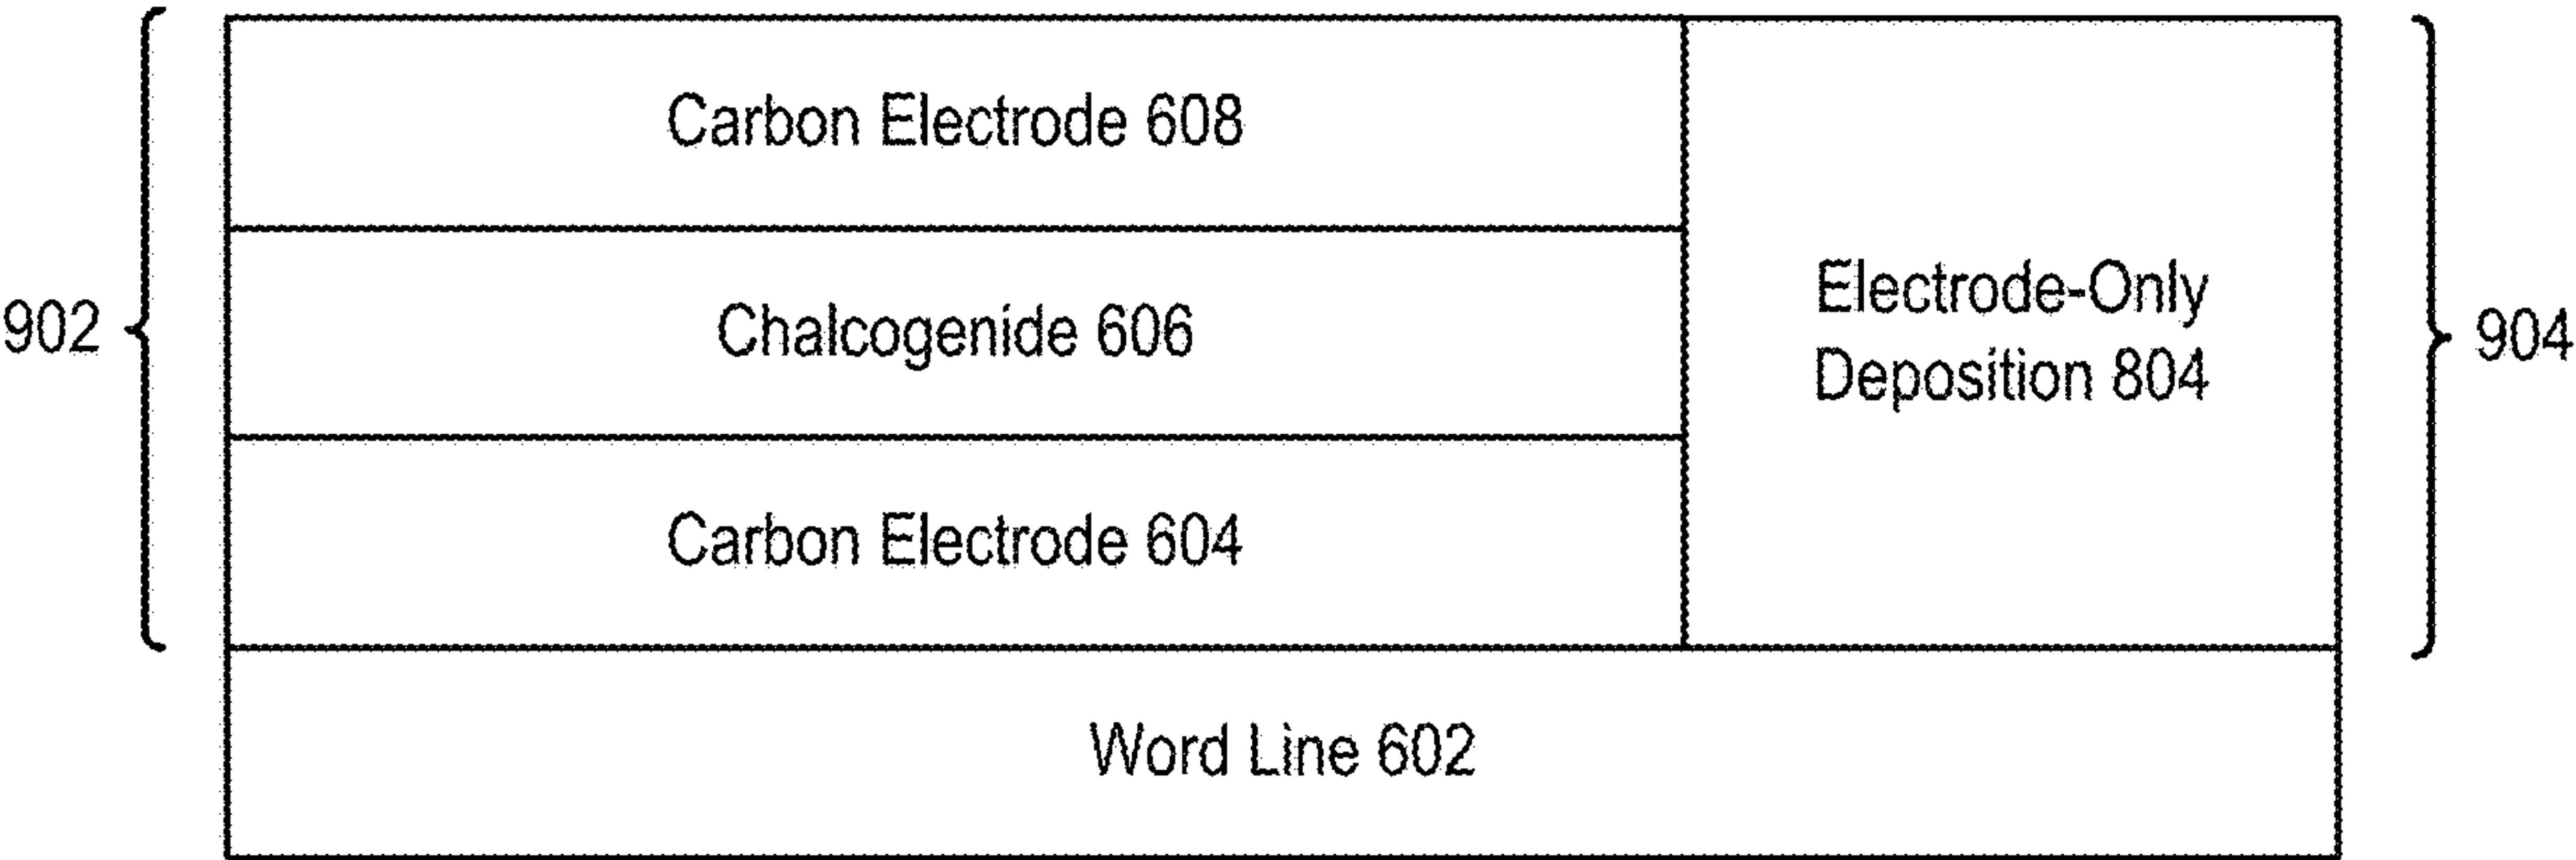 Carbon Electrode 608
902
Chalcogenide 606
Carbon Electrode 604
Electrode-Only
Deposition 804
904
Word Line 602